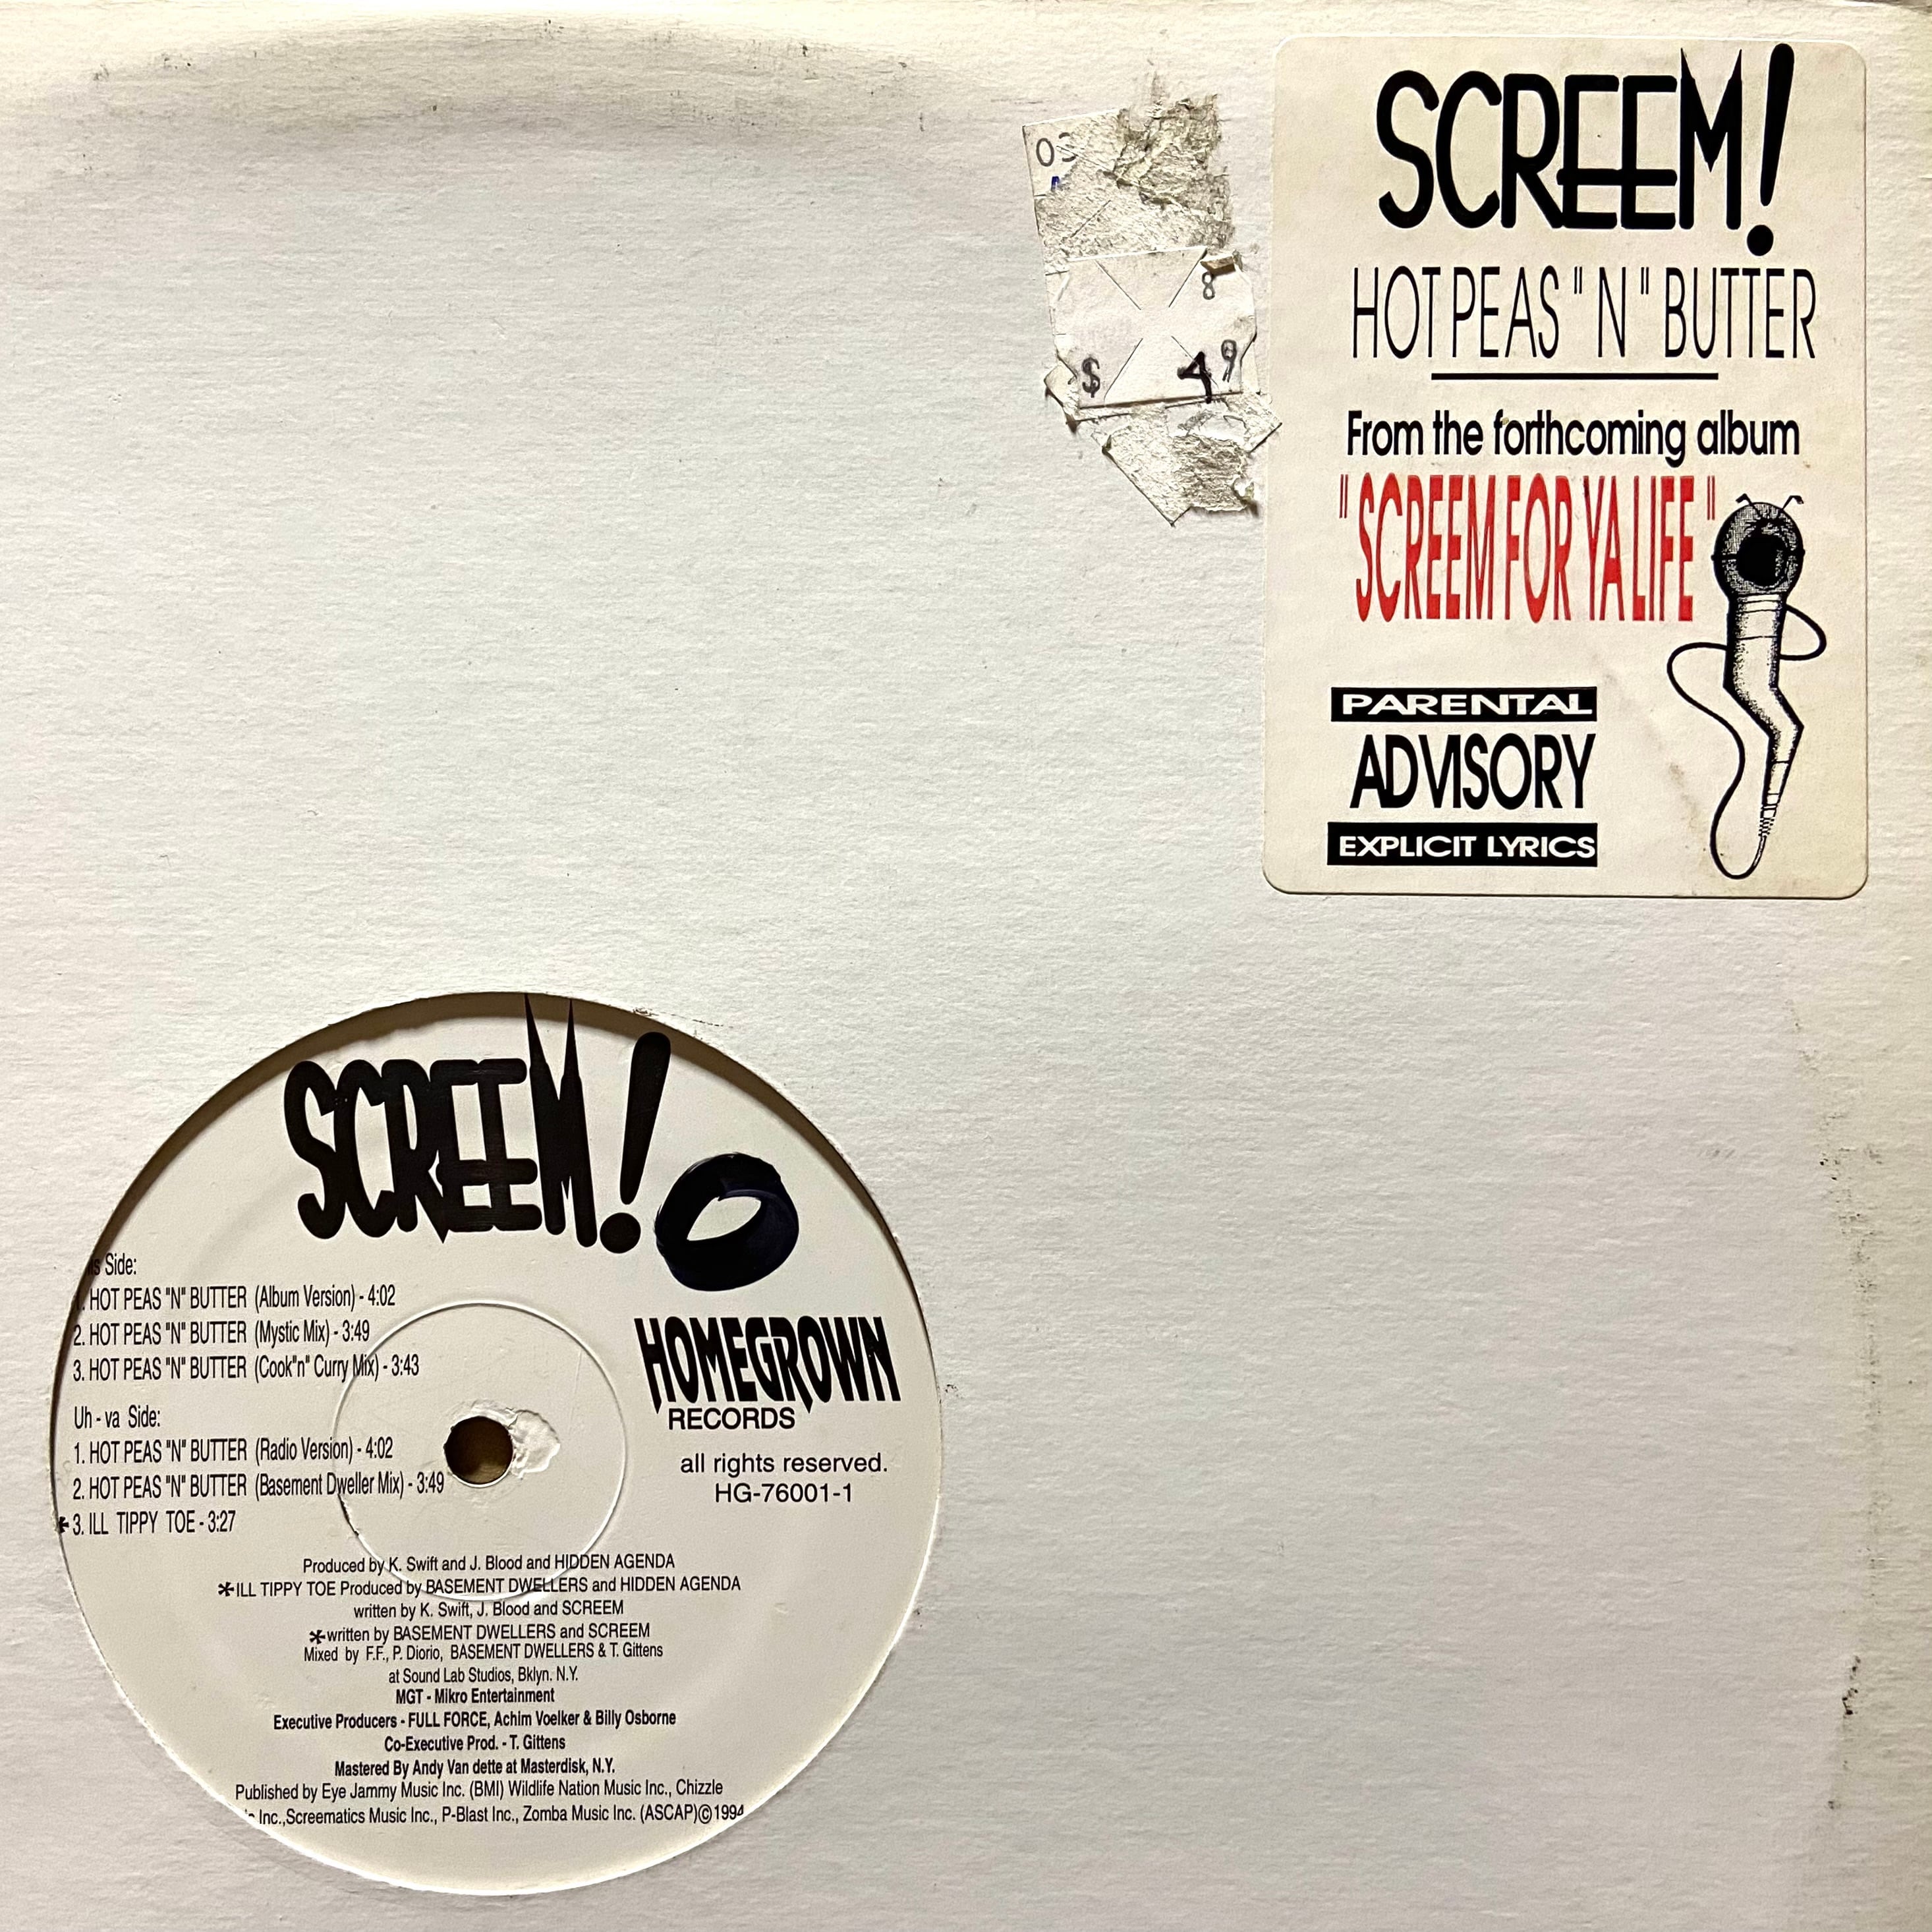 SCREEM!
HOT PEAS "N" BUTTER
From the forthcoming album
"SCREEM FOR YA LIFE"
PARENTAL
ADVISORY
EXPLICIT LYRICS
8
$ 49
SCREEM!
Side:
1. HOT PEAS "N" BUTTER (Album Version) - 4:02
2. HOT PEAS "N" BUTTER (Mystic Mix) - 3:49
3. HOT PEAS "N" BUTTER (Cook"n" Curry Mix) - 3:43
Uh - va Side:
1. HOT PEAS "N" BUTTER (Radio Version) - 4:02
2. HOT PEAS "N" BUTTER (Basement Dweller Mix) - 3:49
*3. ILL TIPPY TOE - 3:27
HOMEGROWN
RECORDS
all rights reserved.
HG-76001-1
Produced by K. Swift and J. Blood and HIDDEN AGENDA
*ILL TIPPY TOE Produced by BASEMENT DWELLERS and HIDDEN AGENDA
written by K. Swift, J. Blood and SCREEM
*written by BASEMENT DWELLERS and SCREEM
Mixed by F.F., P. Diorio, BASEMENT DWELLERS & T. Gittens
at Sound Lab Studios, Bklyn. N.Y.
MGT - Mikro Entertainment
Executive Producers - FULL FORCE, Achim Voelker & Billy Osborne
Co-Executive Prod. - T. Gittens
Mastered By Andy Van dette at Masterdisk, N.Y.
Published by Eye Jammy Music Inc. (BMI) Wildlife Nation Music Inc., Chizzle
Inc.,Screematics Music Inc., P-Blast Inc., Zomba Music Inc. (ASCAP)©1994